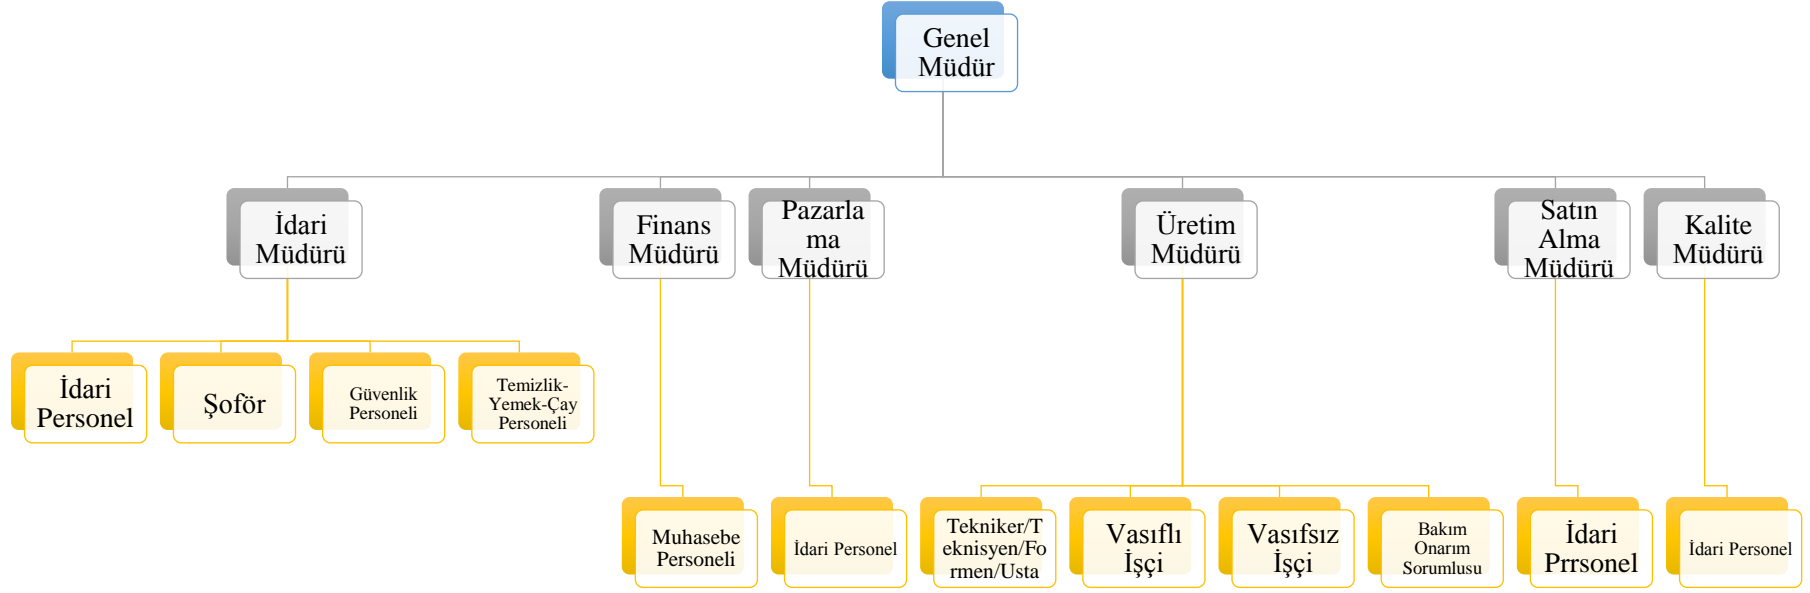 Genel
Müdür
İdari
Müdürü
Finans
Müdürü
Pazarla
ma
Müdürü
Üretim
Müdürü
Satın
Alma
Müdürü
Kalite
Müdürü
İdari
Personel
Şoför
Güvenlik
Personeli
Temizlik-
Yemek-Çay
Personeli
Muhasebe
Personeli
İdari Personel
Tekniker/T
eknisyen/Fo
rmen/Usta
Vasıflı
İşçi
Vasıfsız
İşçi
Bakım
Onarım
Sorumlusu
İdari
Prrsonel
İdari Personel